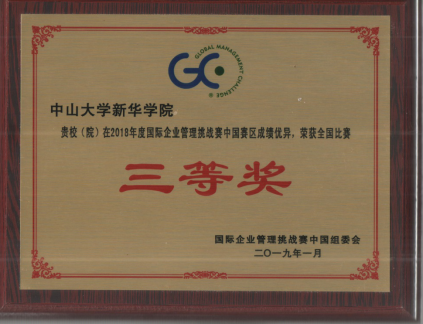 GLOBAL MANAGEMENT CHALLENGE®
中山大学新华学院
贵校（院）在2018年度国际企业管理挑战赛中国赛区成绩优异，荣获全国比赛
三等奖
国际企业管理挑战赛中国组委会
二〇一九年一月